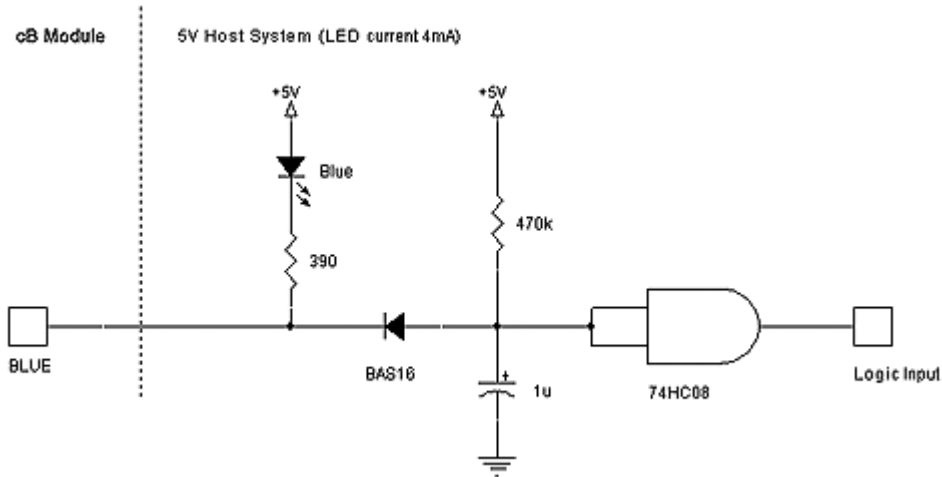 cB Module
5V Host System (LED current 4mA)
+5V
+5V
Blue
470k
390
BLUE
BAS16
+
1u
74HC08
Logic Input